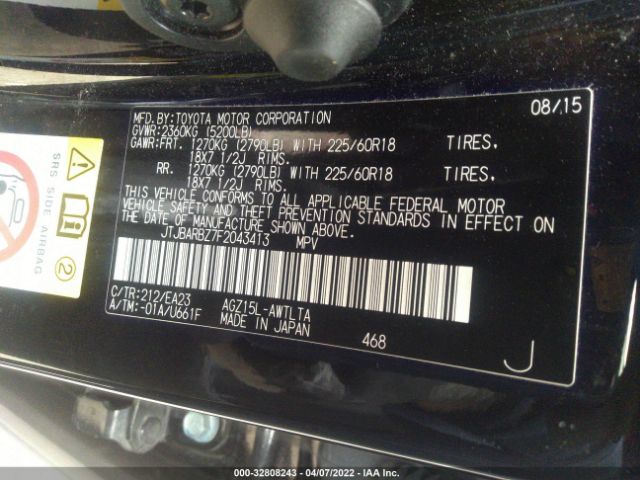 MFD.BY:TOYOTA MOTOR CORPORATION 08/15
GVWR:2360KG (5200LB)
GAWR:FRT. 1270KG (2790LB) WITH 225/60R18 TIRES,
18X7 1/2J RIMS.
RR. 1270KG (2790LB) WITH 225/60R18 TIRES,
18X7 1/2J RIMS.
THIS VEHICLE CONFORMS TO ALL APPLICABLE FEDERAL MOTOR
VEHICLE SAFETY AND THEFT PREVENTION STANDARDS IN EFFECT ON
THE DATE OF MANUFACTURE SHOWN ABOVE.
JTJBARBZ7F2043413 MPV
C/TR:212/EA23 AGZ15L-AWTLTA
A/TM:-01A/U661F MADE IN JAPAN
468
J
SRS SIDE AIRBAG
2
000-32808243 - 04/07/2022 - IAA Inc.